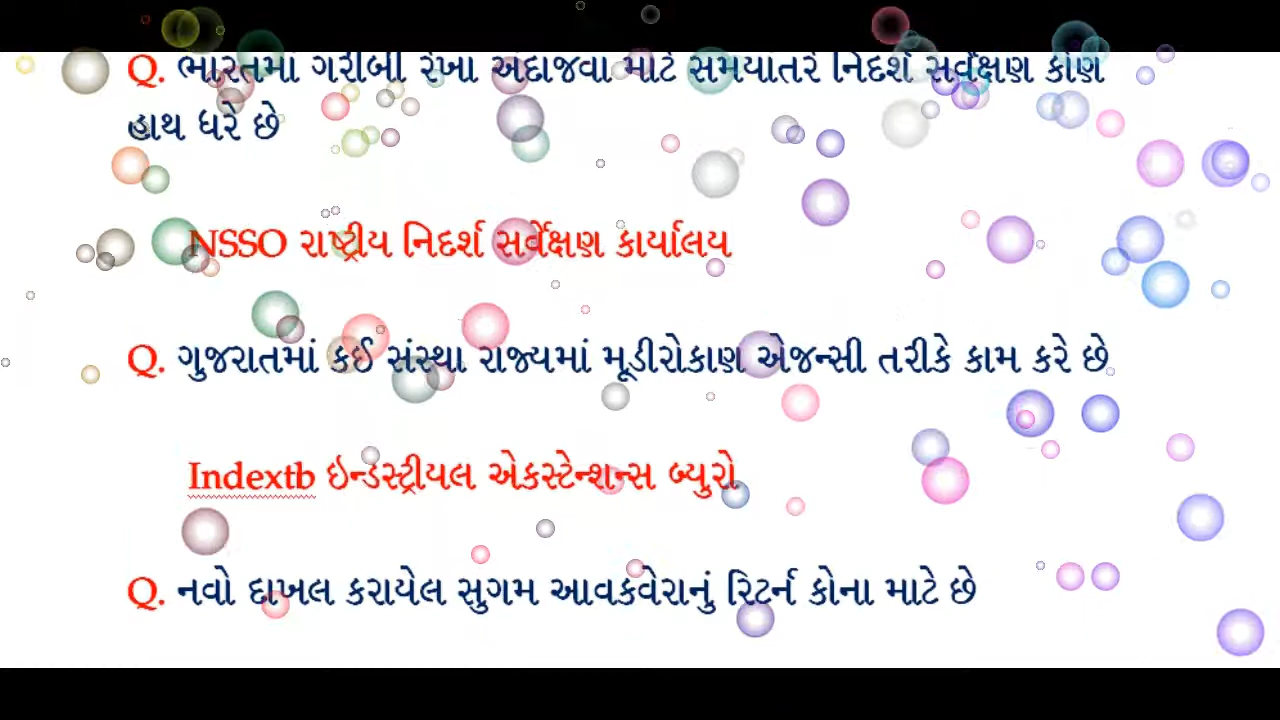 Q. ભારતમાં ગરીબી રેખા અંદાજવા માટે સમયાંતરે નિદર્શ સર્વેક્ષણ કોણ
હાથ ધરે છે
NSSO રાષ્ટ્રીય નિદર્શ સર્વેક્ષણ કાર્યાલય
Q. ગુજરાતમાં કઈ સંસ્થા રાજ્યમાં મૂડીરોકાણ એજન્સી તરીકે કામ કરે છે
Indextb ઇન્ડસ્ટ્રીયલ એકસ્ટેન્શન્સ બ્યુરો
Q. નવો દાખલ કરાયેલ સુગમ આવકવેરાનું રિટર્ન કોના માટે છે